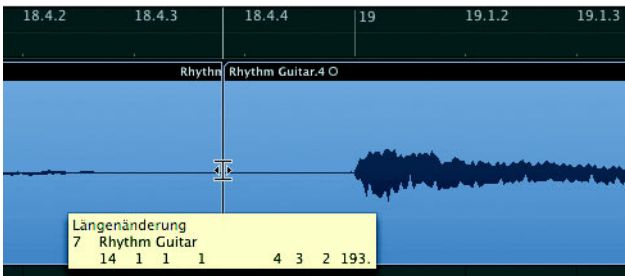 18.4.2 18.4.3 18.4.4 19 19.1.2 19.1.3
Rhythm Rhythm Guitar.4
Längenänderung
7 Rhythm Guitar
14 1 1 1 4 3 2 193.